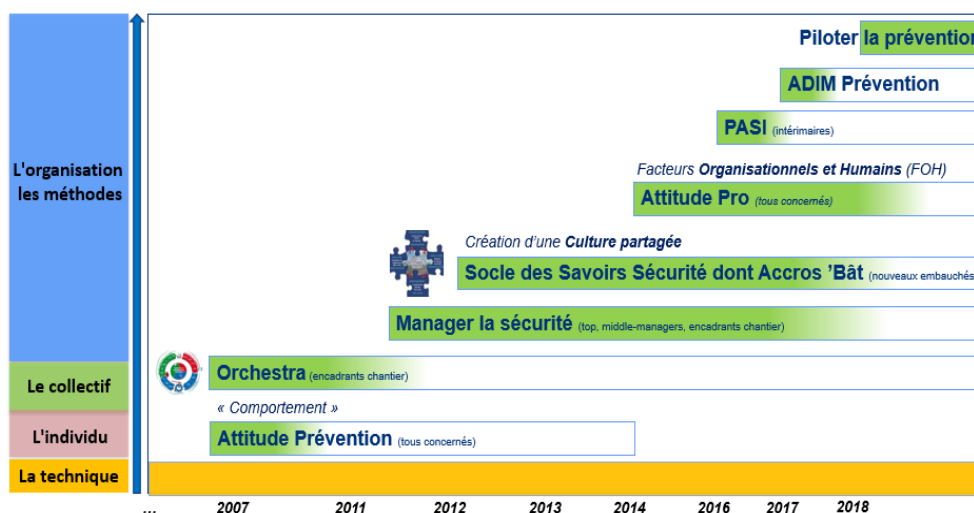 Piloter la prévention
ADIM Prévention
PASI (intérimaires)
L'organisation
les méthodes
Facteurs Organisationnels et Humains (FOH)
Attitude Pro (tous concernés)
Création d'une Culture partagée
Socle des Savoirs Sécurité dont Accros 'Bât (nouveaux embauchés
Manager la sécurité (top, middle-managers, encadrants chantier)
Le collectif
Orchestra (encadrants chantier)
« Comportement »
L'individu
Attitude Prévention (tous concernés)
La technique
... 2007 2011 2012 2013 2014 2016 2017 2018